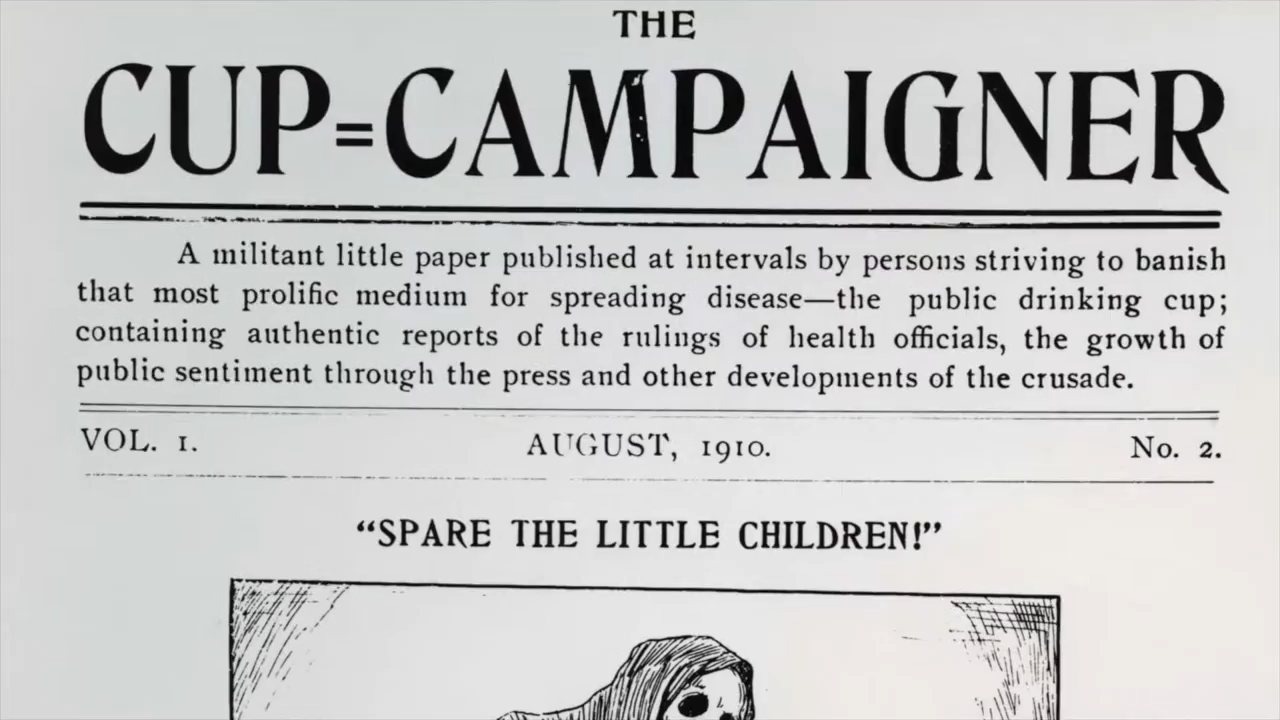 THE
CUP=CAMPAIGNER
A militant little paper published at intervals by persons striving to banish
that most prolific medium for spreading disease—the public drinking cup;
containing authentic reports of the rulings of health officials, the growth of
public sentiment through the press and other developments of the crusade.
VOL. 1. AUGUST, 1910. No. 2.
“SPARE THE LITTLE CHILDREN!”